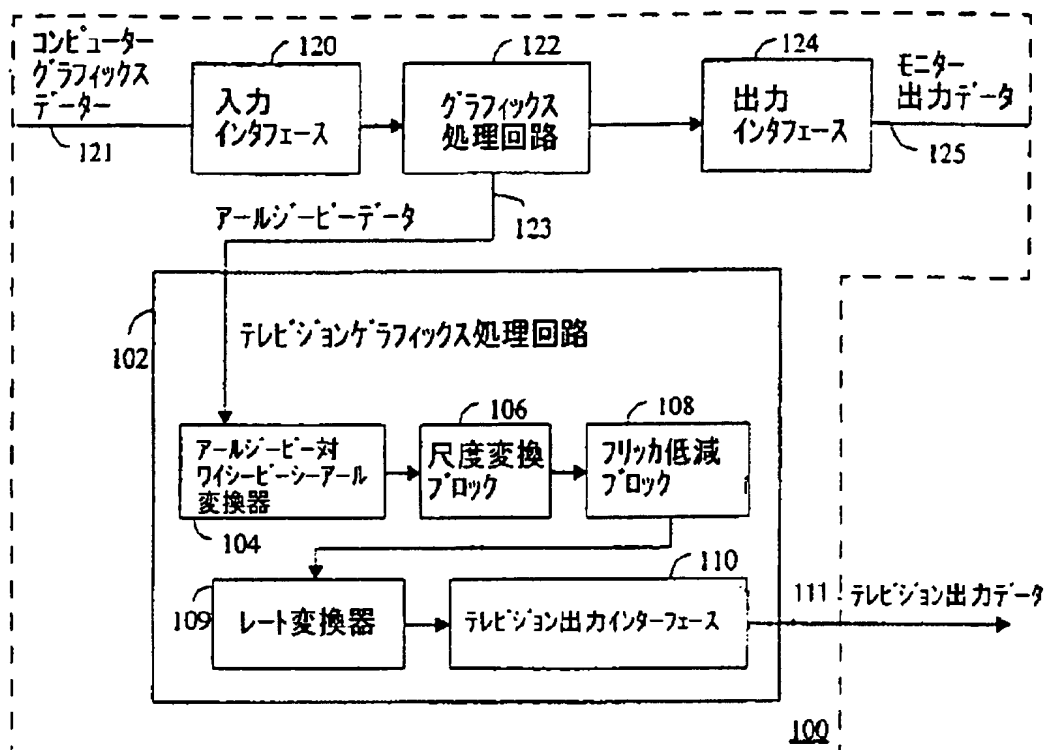 コンピューター
グラフィックス
データー
121
120
入力
インタフェース
122
グラフィックス
処理回路
124
出力
インタフェース
モニター
出力データ
125
アールジーピーデータ
123
102
テレビジョンゲラフィックス処理回路
アールジーピー対
ワイシーピーシーアール
変換器
104
106
尺度変換
ブロック
108
フリッカ低減
ブロック
109
レート変換器
110
テレビジョン出力インターフェース
111
テレビジョン出力データ
100